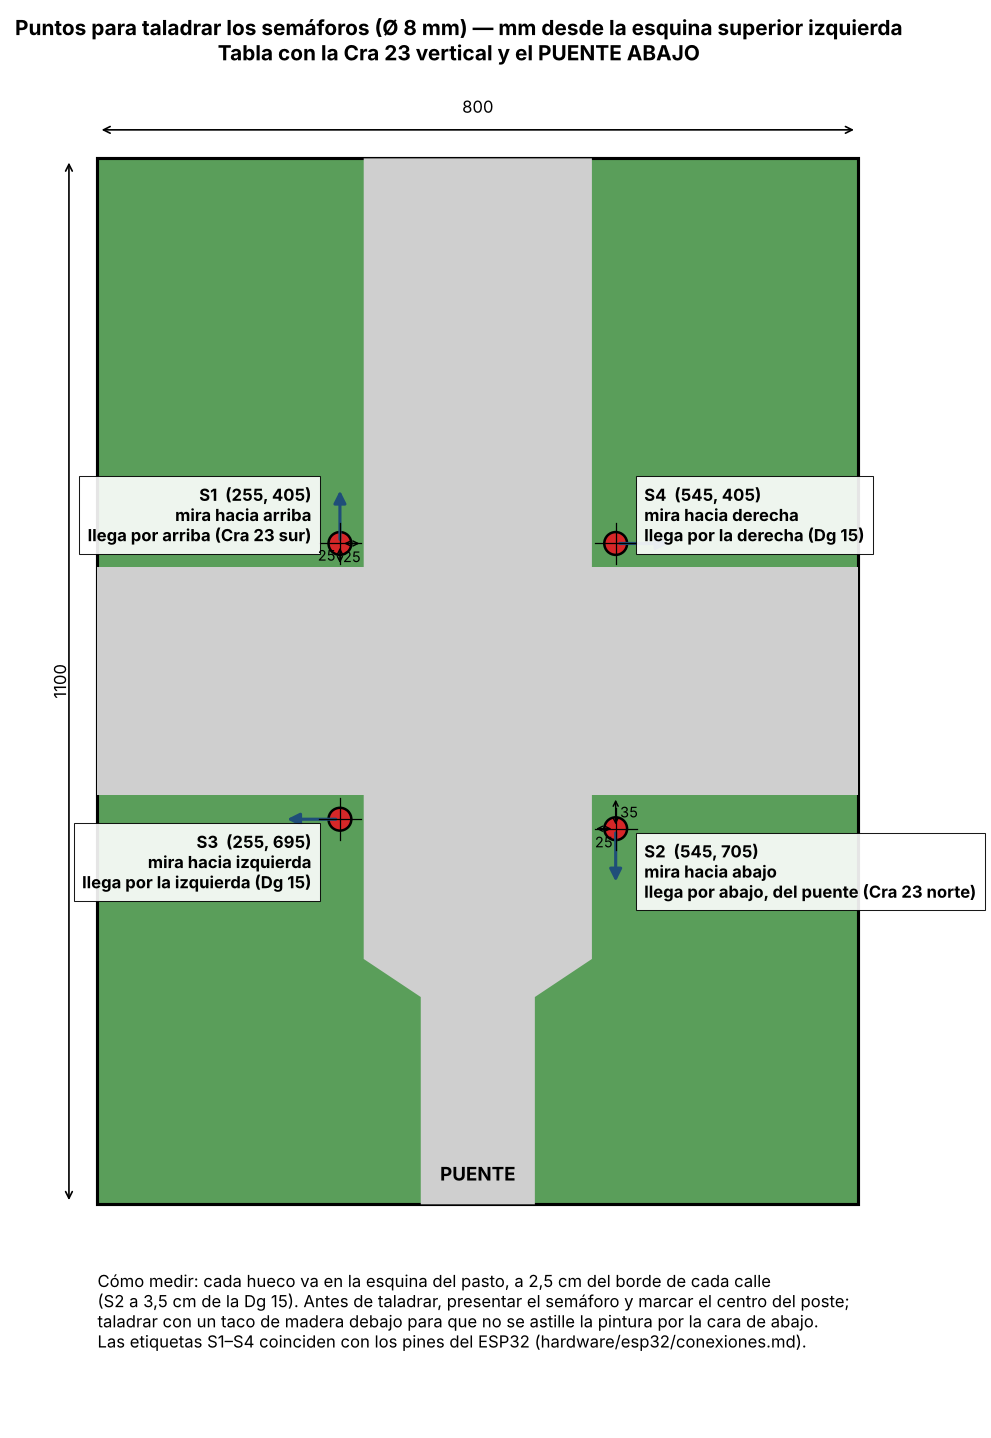 Puntos para taladrar los semáforos (Ø 8 mm) — mm desde la esquina superior izquierda
Tabla con la Cra 23 vertical y el PUENTE ABAJO
800
S1 (255, 405)
mira hacia arriba
llega por arriba (Cra 23 sur)
S4 (545, 405)
mira hacia derecha
llega por la derecha (Dg 15)
25
25
1100
35
25
S3 (255, 695)
mira hacia izquierda
llega por la izquierda (Dg 15)
S2 (545, 705)
mira hacia abajo
llega por abajo, del puente (Cra 23 norte)
PUENTE
Cómo medir: cada hueco va en la esquina del pasto, a 2,5 cm del borde de cada calle
(S2 a 3,5 cm de la Dg 15). Antes de taladrar, presentar el semáforo y marcar el centro del poste;
taladrar con un taco de madera debajo para que no se astille la pintura por la cara de abajo.
Las etiquetas S1–S4 coinciden con los pines del ESP32 (hardware/esp32/conexiones.md).